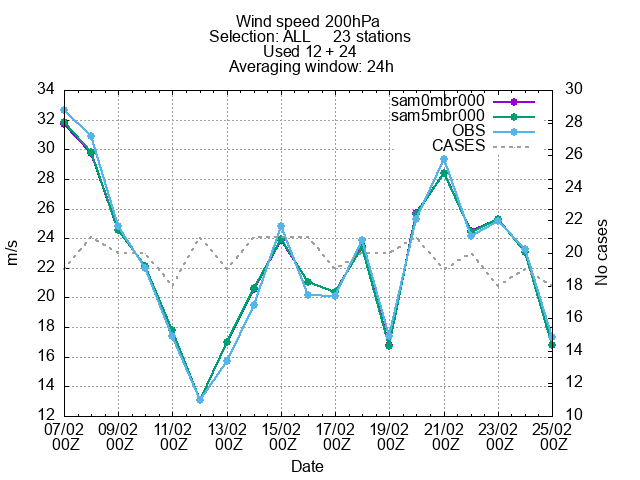 Wind speed 200hPa
Selection: ALL 23 stations
Used 12 + 24
Averaging window: 24h
sam0mbr000
sam5mbr000
OBS
CASES
34
32
30
28
26
24
22
20
18
16
14
12
m/s
30
28
26
24
22
20
18
16
14
12
10
No cases
07/02 09/02 11/02 13/02 15/02 17/02 19/02 21/02 23/02 25/02
00Z 00Z 00Z 00Z 00Z 00Z 00Z 00Z 00Z 00Z
Date